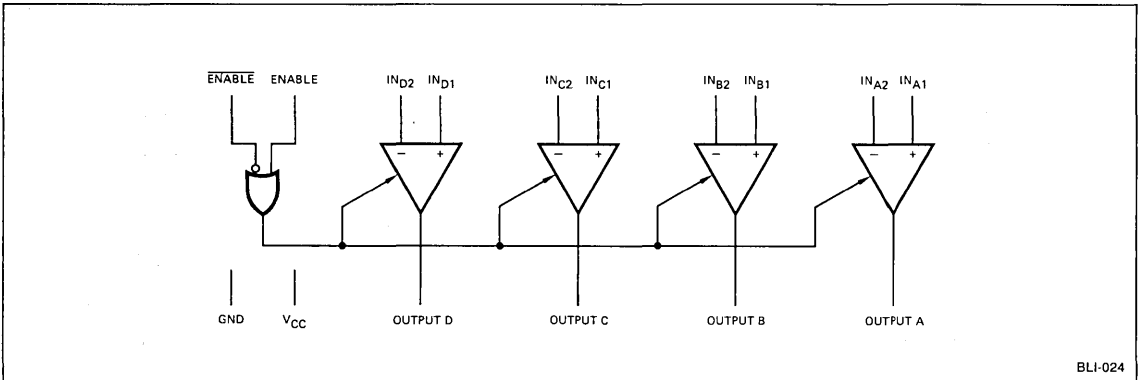 ENABLE ENABLE IND2 IND1 INC2 INC1 INB2 INB1 INA2 INA1
− + − + − + − +
GND VCC OUTPUT D OUTPUT C OUTPUT B OUTPUT A
BLI-024